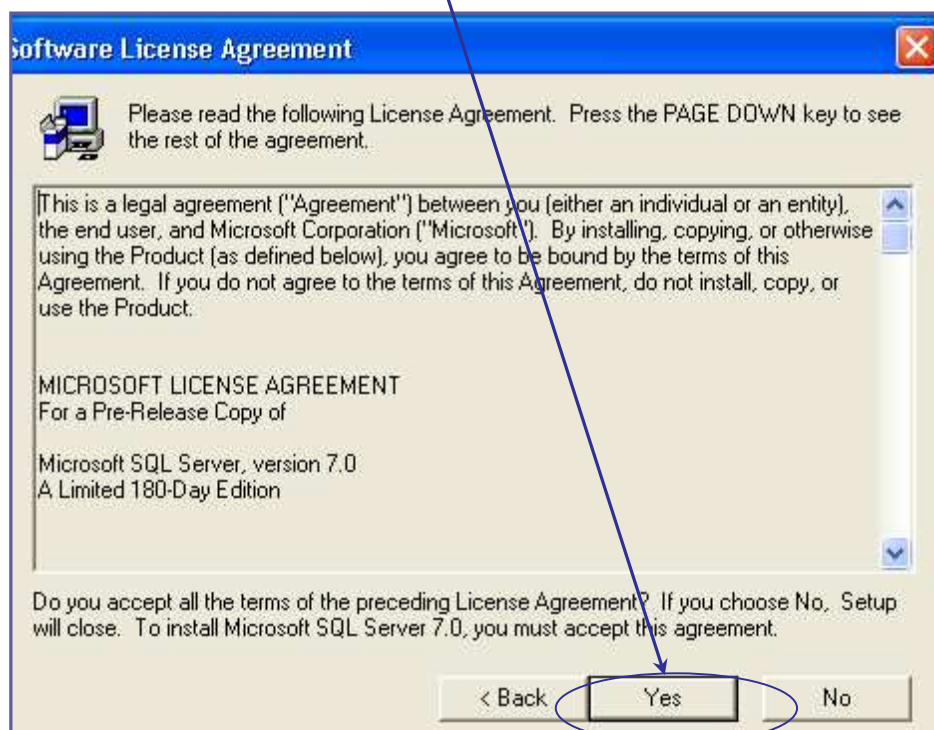 Software License Agreement
Please read the following License Agreement. Press the PAGE DOWN key to see
the rest of the agreement.
This is a legal agreement ("Agreement") between you (either an individual or an entity),
the end user, and Microsoft Corporation ("Microsoft"). By installing, copying, or otherwise
using the Product (as defined below), you agree to be bound by the terms of this
Agreement. If you do not agree to the terms of this Agreement, do not install, copy, or
use the Product.
MICROSOFT LICENSE AGREEMENT
For a Pre-Release Copy of
Microsoft SQL Server, version 7.0
A Limited 180-Day Edition
Do you accept all the terms of the preceding License Agreement? If you choose No, Setup
will close. To install Microsoft SQL Server 7.0, you must accept this agreement.
< Back
Yes
No